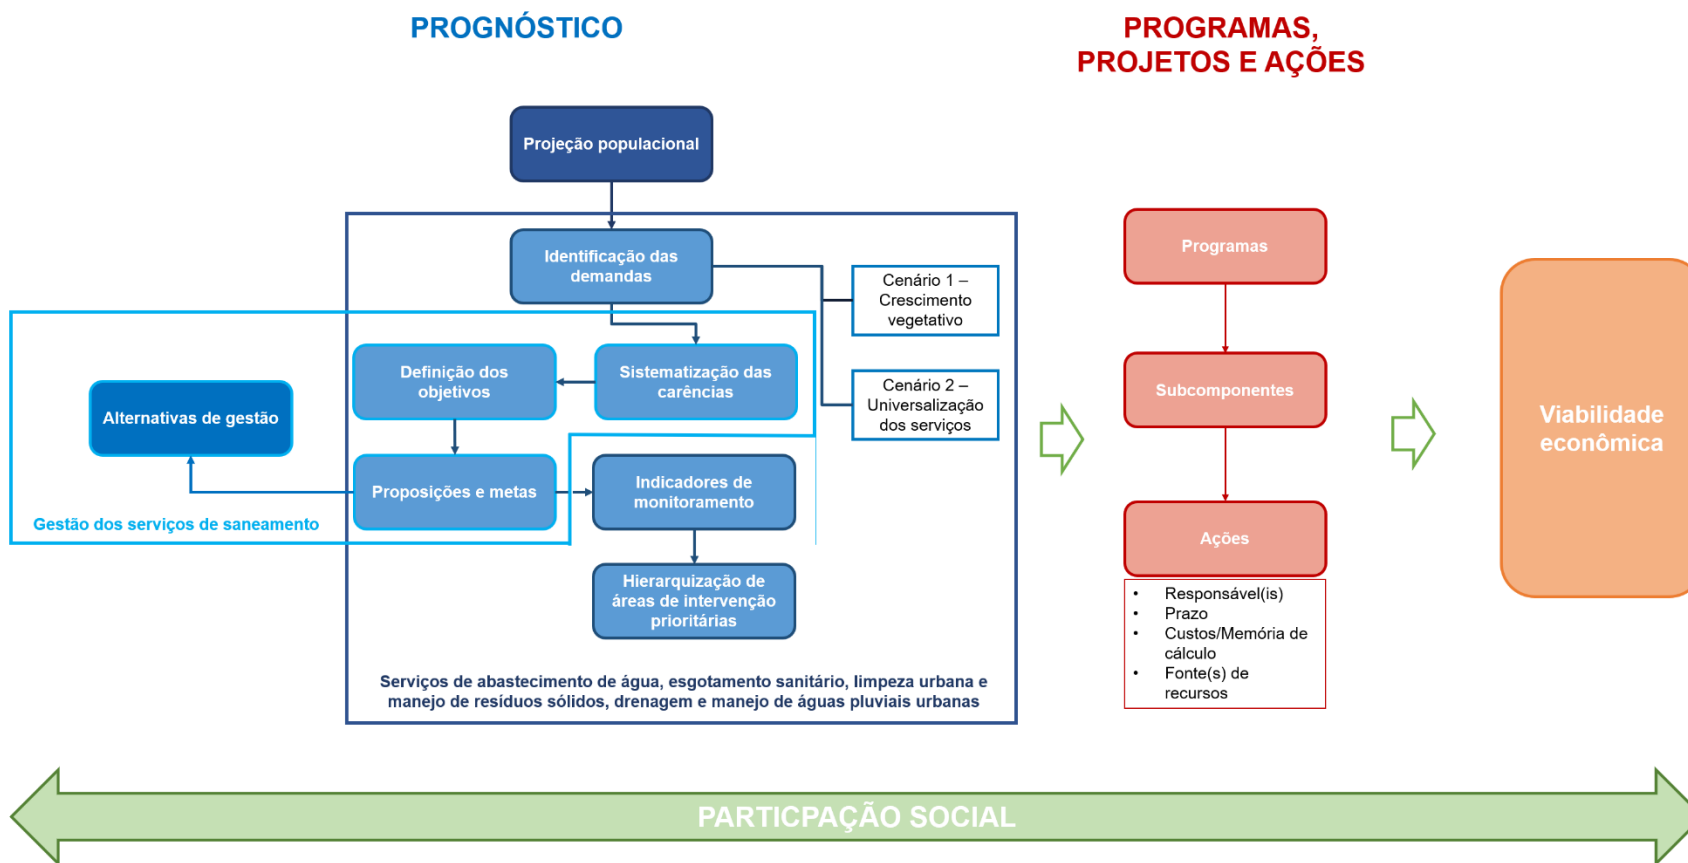 PROGNÓSTICO
PROGRAMAS,
PROJETOS E AÇÕES
Projeção populacional
Identificação das
demandas
Cenário 1 –
Crescimento
vegetativo
Sistematização das
carências
Definição dos
objetivos
Cenário 2 –
Universalização
dos serviços
Alternativas de gestão
Proposições e metas
Indicadores de
monitoramento
Gestão dos serviços de saneamento
Hierarquização de
áreas de intervenção
prioritárias
Serviços de abastecimento de água, esgotamento sanitário, limpeza urbana e
manejo de resíduos sólidos, drenagem e manejo de águas pluviais urbanas
Programas
Subcomponentes
Ações
• Responsável(is)
• Prazo
• Custos/Memória de
cálculo
• Fonte(s) de
recursos
Viabilidade
econômica
PARTICPAÇÃO SOCIAL